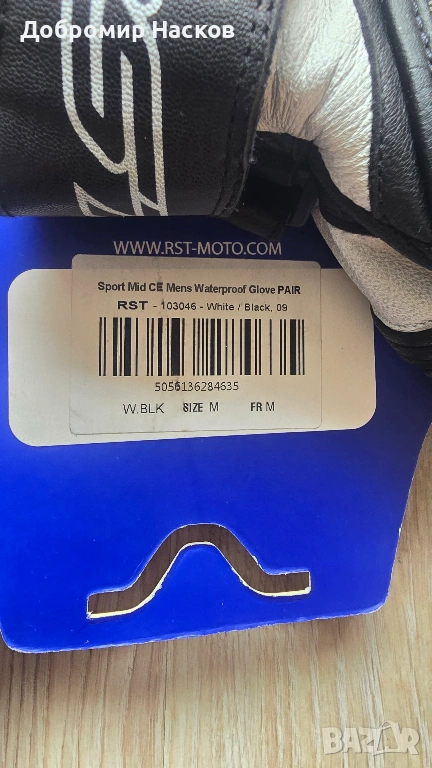 Добромир Насков
WWW.RST-MOTO.COM
Sport Mid CE Mens Waterproof Glove PAIR
RST - 103046 - White / Black, 09
5056136284635
W.BLK SIZE M FR M
BAZAR